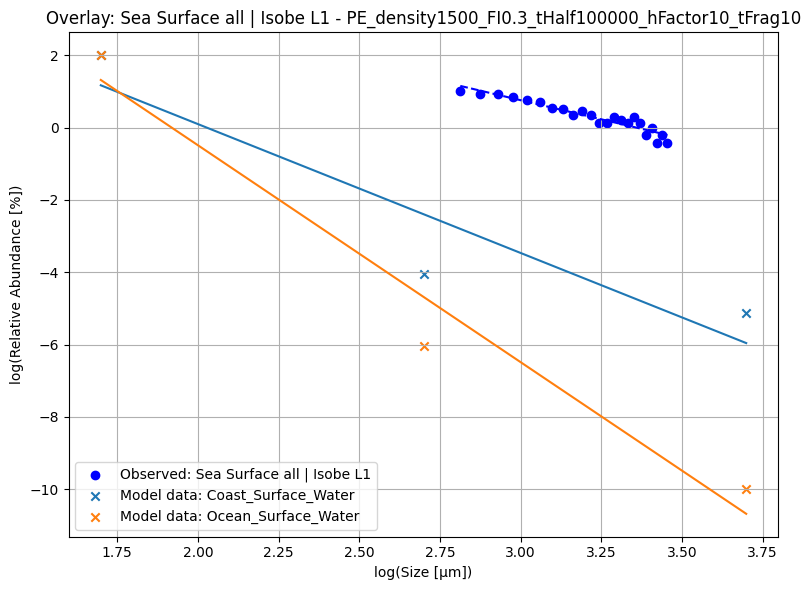 Overlay: Sea Surface all | Isobe L1 - PE_density1500_FI0.3_tHalf100000_hFactor10_tFrag10
log(Relative Abundance [%])
2
0
−2
−4
−6
−8
−10
Observed: Sea Surface all | Isobe L1
Model data: Coast_Surface_Water
Model data: Ocean_Surface_Water
1.75 2.00 2.25 2.50 2.75 3.00 3.25 3.50 3.75
log(Size [µm])